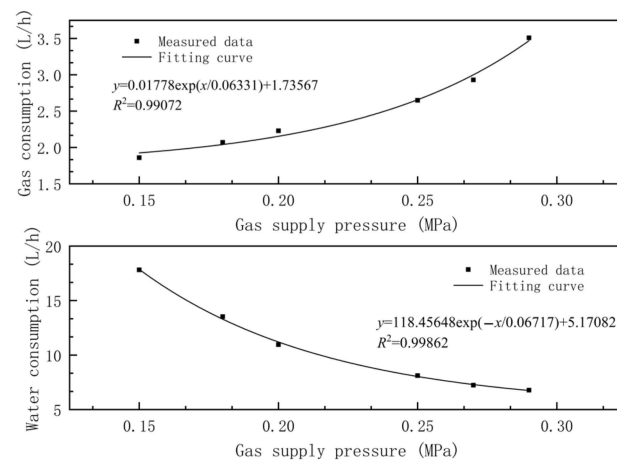 Gas consumption (L/h)
3.5
3.0
2.5
2.0
1.5
Measured data
Fitting curve
y=0.01778exp(x/0.06331)+1.73567
R²=0.99072
0.15 0.20 0.25 0.30
Gas supply pressure (MPa)
Water consumption (L/h)
20
15
10
5
Measured data
Fitting curve
y=118.45648exp(−x/0.06717)+5.17082
R²=0.99862
0.15 0.20 0.25 0.30
Gas supply pressure (MPa)